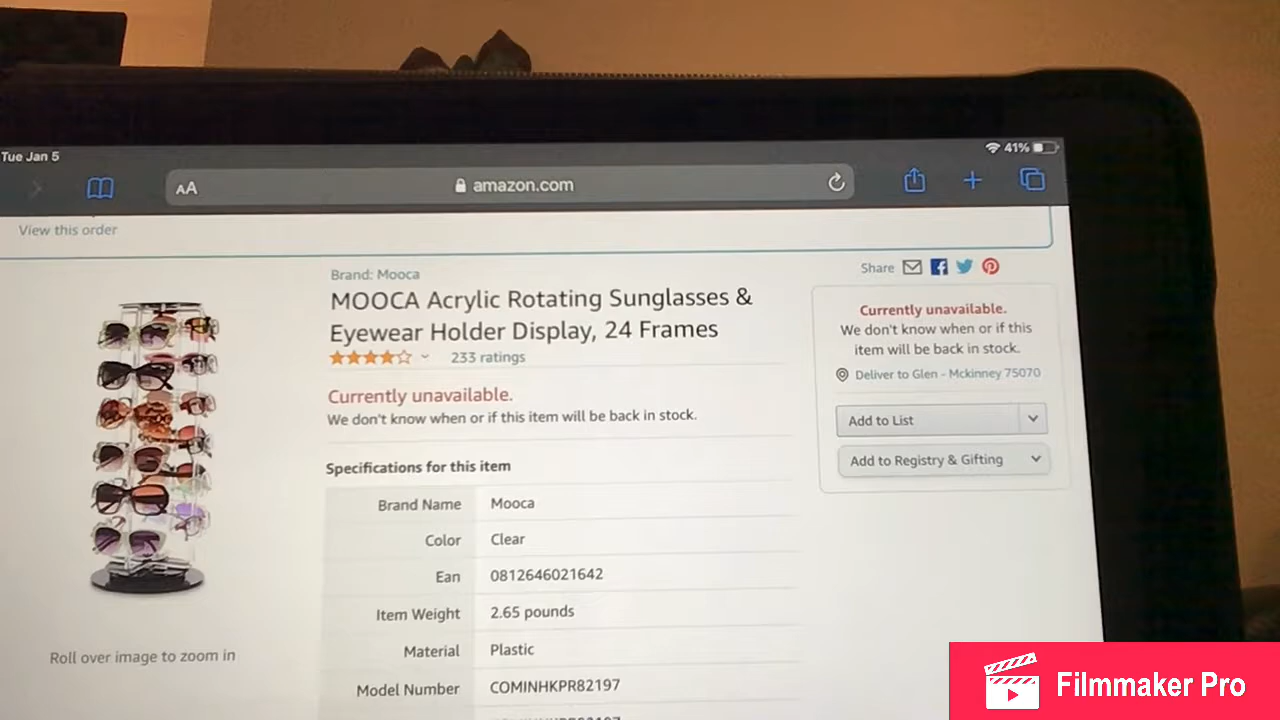 Tue Jan 5
41%
AA
amazon.com
View this order
Share
Brand: Mooca
MOOCA Acrylic Rotating Sunglasses &
Eyewear Holder Display, 24 Frames
233 ratings
Currently unavailable.
We don't know when or if this item will be back in stock.
Currently unavailable.
We don't know when or if this
item will be back in stock.
Deliver to Glen - Mckinney 75070
Add to List
Add to Registry & Gifting
Specifications for this item
Brand Name Mooca
Color Clear
Ean 0812646021642
Item Weight 2.65 pounds
Material Plastic
Model Number COMINHKPR82197
Roll over image to zoom in
Filmmaker Pro